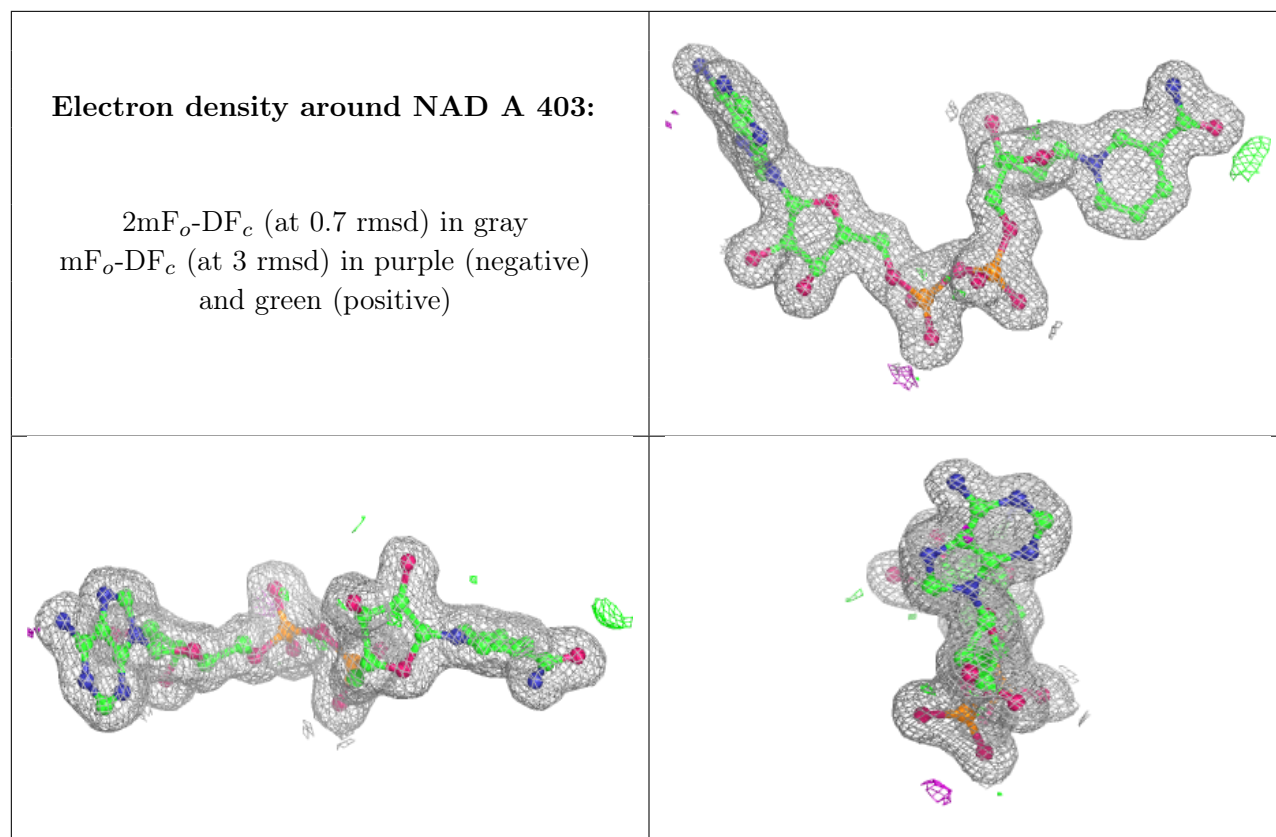 Electron density around NAD A 403:
2mFo-DFc (at 0.7 rmsd) in gray
mFo-DFc (at 3 rmsd) in purple (negative)
and green (positive)